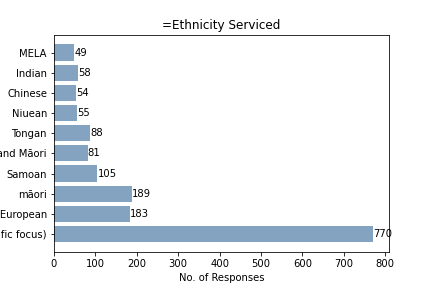 =Ethnicity Serviced
MELA 49
Indian 58
Chinese 54
Niuean 55
Tongan 88
and Māori 81
Samoan 105
māori 189
European 183
fic focus) 770
0 100 200 300 400 500 600 700 800
No. of Responses